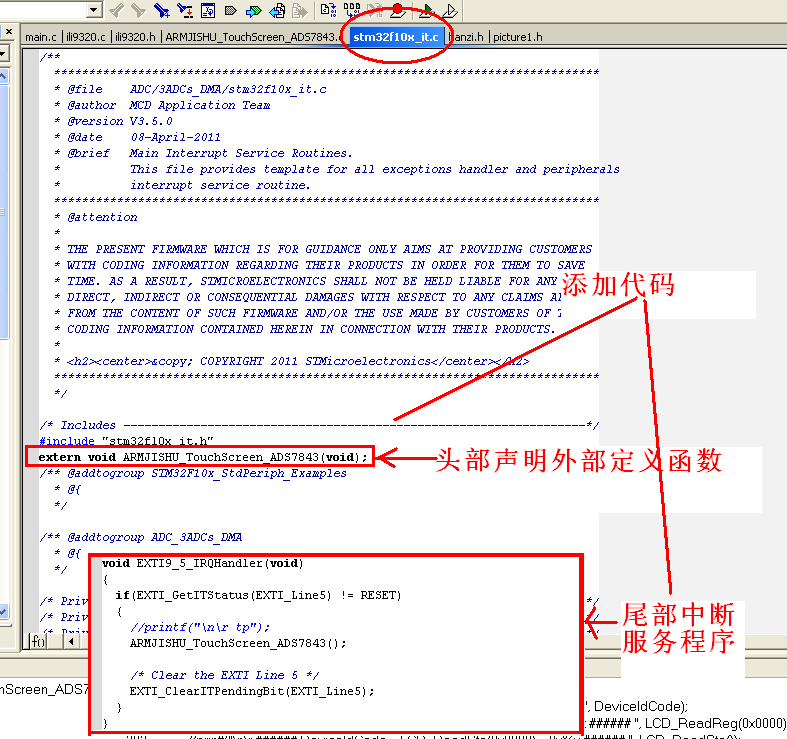 main.c | ili9320.c | ili9320.h | ARMJISHU_TouchScreen_ADS7843. stm32f10x_it.c hanzi.h | picture1.h
/**
******************************************************************************
* @file    ADC/3ADCs_DMA/stm32f10x_it.c
* @author  MCD Application Team
* @version V3.5.0
* @date    08-April-2011
* @brief   Main Interrupt Service Routines.
*          This file provides template for all exceptions handler and peripherals
*          interrupt service routine.
******************************************************************************
* @attention
*
* THE PRESENT FIRMWARE WHICH IS FOR GUIDANCE ONLY AIMS AT PROVIDING CUSTOMERS
* WITH CODING INFORMATION REGARDING THEIR PRODUCTS IN ORDER FOR THEM TO SAVE
* TIME. AS A RESULT, STMICROELECTRONICS SHALL NOT BE HELD LIABLE FOR ANY
* DIRECT, INDIRECT OR CONSEQUENTIAL DAMAGES WITH RESPECT TO ANY CLAIMS
添加代码
* FROM THE CONTENT OF SUCH FIRMWARE AND/OR THE USE MADE BY CUSTOMERS OF
* CODING INFORMATION CONTAINED HEREIN IN CONNECTION WITH THEIR PRODUCTS.
*
* <h2><center>&copy; COPYRIGHT 2011 STMicroelectronics</center></h2>
******************************************************************************
*/
/* Includes ------------------------------------------------------------------*/
#include "stm32f10x_it.h"
extern void ARMJISHU_TouchScreen_ADS7843(void);
头部声明外部定义函数
/** @addtogroup STM32F10x_StdPeriph_Examples
* @{
*/
/** @addtogroup ADC_3ADCs_DMA
* @{
*/
/* Priv
/* Priv
void EXTI9_5_IRQHandler(void)
{
if(EXTI_GetITStatus(EXTI_Line5) != RESET)
{
//printf("\n\r tp");
ARMJISHU_TouchScreen_ADS7843();
/* Clear the EXTI Line 5 */
EXTI_ClearITPendingBit(EXTI_Line5);
}
}
尾部中断
服务程序
", DeviceIdCode);
:###### ", LCD_ReadReg(0x0000)